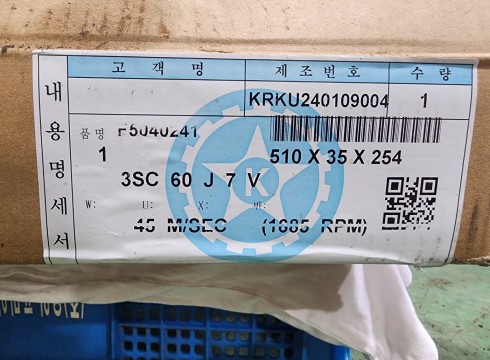 내용명세서
고객명 제조번호 수량
KRKU240109004 1
품명 F5040241
1 510 X 35 X 254
3SC 60 J 7 V
W: U: X:
45 M/SEC (1685 RPM)